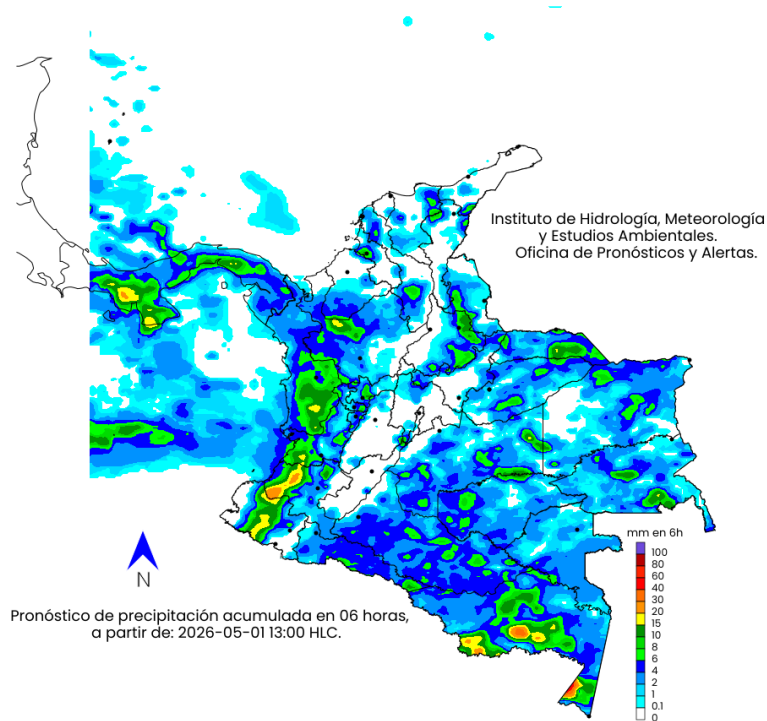 Instituto de Hidrología, Meteorología
y Estudios Ambientales.
Oficina de Pronósticos y Alertas.
N
Pronóstico de precipitación acumulada en 06 horas,
a partir de: 2026-05-01 13:00 HLC.
mm en 6h
100
80
60
40
30
20
15
10
8
6
4
2
1
0,1
0